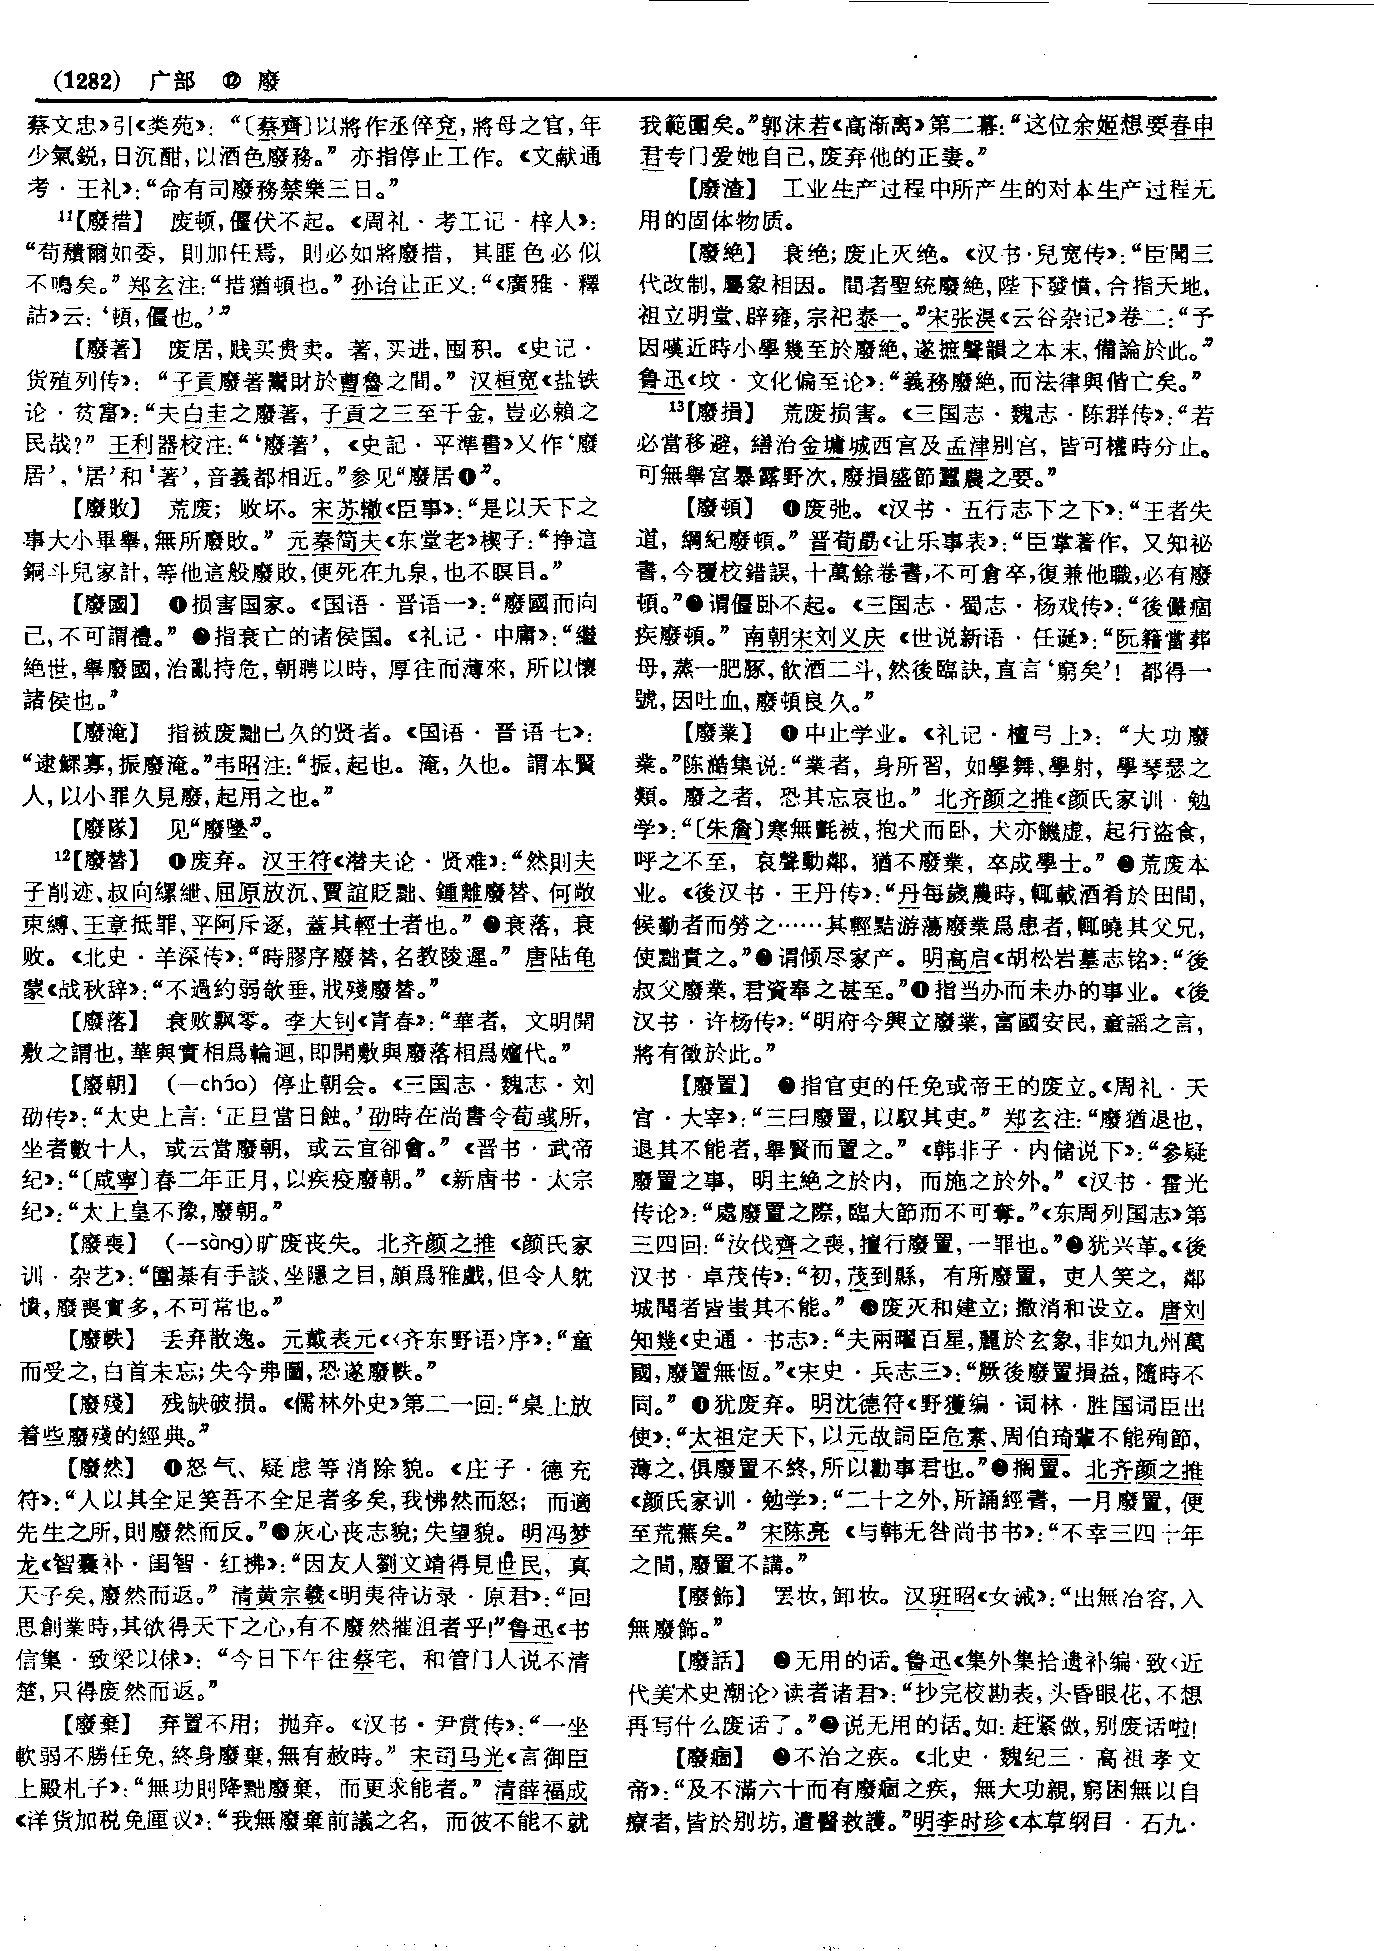 (1282) 广部 ⑫ 廢
蔡文忠》引《类苑》：“〔蔡齊〕以將作丞倅兗，將母之官，年
少氣鋭，日沉酣，以酒色廢務。” 亦指停止工作。《文献通
考·王礼》：“命有司廢務禁樂三日。”
¹¹【廢措】 废顿，僵伏不起。《周礼·考工记·梓人》：
“苟穨爾如委，則加任焉，則必如將廢措，其匪色必似
不鳴矣。”郑玄注：“措猶頓也。”孙诒让正义：“《廣雅·釋
詁》云：‘頓，僵也。’”
【廢著】 废居，贱买贵卖。著，买进，囤积。《史记·
货殖列传》：“子貢廢著鬻財於曹魯之間。” 汉桓宽《盐铁
论·贫富》：“夫白圭之廢著，子貢之三至千金，豈必賴之
民哉？” 王利器校注：“‘廢著’，《史記·平準書》又作‘廢
居’，‘居’和‘著’，音義都相近。”参见“廢居❶”。
【廢敗】 荒废；败坏。宋苏辙《臣事》：“是以天下之
事大小畢舉，無所廢敗。” 元秦简夫《东堂老》楔子：“挣這
銅斗兒家計，等他這般廢敗，便死在九泉，也不瞑目。”
【廢國】 ❶损害国家。《国语·晋语一》：“廢國而向
己，不可謂禮。” ❷指衰亡的诸侯国。《礼记·中庸》：“繼
絶世，舉廢國，治亂持危，朝聘以時，厚往而薄來，所以懷
諸侯也。”
【廢淹】 指被废黜已久的贤者。《国语·晋语七》：
“逮鰥寡，振廢淹。”韦昭注：“振，起也。淹，久也。謂本賢
人，以小罪久見廢，起用之也。”
【廢隊】 见“廢墜”。
¹²【廢替】 ❶废弃。汉王符《潜夫论·贤难》：“然則夫
子削迹、叔向縲紲、屈原放沉、賈誼貶黜、鍾離廢替、何敞
束縛、王章抵罪、平阿斥逐，蓋其輕士者也。”❷衰落，衰
败。《北史·羊深传》：“時膠序廢替，名教陵遲。” 唐陆龟
蒙《战秋辞》：“不過約弱欹垂，戕殘廢替。”
【廢落】 衰败飘零。李大钊《青春》：“華者，文明開
敷之謂也，華與實相爲輪迴，即開敷與廢落相爲嬗代。”
【廢朝】 (—cháo) 停止朝会。《三国志·魏志·刘
劭传》：“太史上言：‘正旦當日蝕。’劭時在尚書令荀彧所，
坐者數十人，或云當廢朝，或云宜卻會。” 《晋书·武帝
纪》：“〔咸寧〕春二年正月，以疾疫廢朝。” 《新唐书·太宗
纪》：“太上皇不豫，廢朝。”
【廢喪】 (—sàng)旷废丧失。北齐颜之推《颜氏家
训·杂艺》：“圍棊有手談、坐隱之目，頗爲雅戲，但令人躭
憒，廢喪實多，不可常也。”
【廢軼】 丢弃散逸。元戴表元《〈齐东野语〉序》：“童
而受之，白首未忘；失今弗圖，恐遂廢軼。”
【廢殘】 残缺破损。《儒林外史》第二一回：“桌上放
着些廢殘的經典。”
【廢然】 ❶怒气、疑虑等消除貌。《庄子·德充
符》：“人以其全足笑吾不全足者多矣，我怫然而怒；而適
先生之所，則廢然而反。”❷灰心丧志貌；失望貌。明冯梦
龙《智囊补·闺智·红拂》：“因友人劉文靖得見世民，真
天子矣，廢然而返。” 清黄宗羲《明夷待访录·原君》：“回
思創業時，其欲得天下之心，有不廢然摧沮者乎！”鲁迅《书
信集·致梁以俅》：“今日下午往蔡宅，和管门人说不清
楚，只得废然而返。”
【廢棄】 弃置不用；抛弃。《汉书·尹赏传》：“一坐
軟弱不勝任免，終身廢棄，無有赦時。” 宋司马光《言御臣
上殿札子》：“無功則降黜廢棄，而更求能者。” 清薛福成
《洋货加税免厘议》：“我無廢棄前議之名，而彼不能不就
我範圍矣。”郭沫若《高渐离》第二幕：“这位余姬想要春申
君专门爱她自己，废弃他的正妻。”
【廢渣】 工业生产过程中所产生的对本生产过程无
用的固体物质。
【廢絶】 衰绝；废止灭绝。《汉书·兒宽传》：“臣聞三
代改制，屬象相因。間者聖統廢絶，陛下發憤，合指天地，
祖立明堂、辟雍，宗祀泰一。”宋张淏《云谷杂记》卷二：“予
因嘆近時小學幾至於廢絶，遂摭聲韻之本末，備論於此。”
鲁迅《坟·文化偏至论》：“義務廢絶，而法律與偕亡矣。”
¹³【廢損】 荒废损害。《三国志·魏志·陈群传》：“若
必當移避，繕治金墉城西宮及孟津别宮，皆可權時分止。
可無舉宮暴露野次，廢損盛節蠶農之要。”
【廢頓】 ❶废弛。《汉书·五行志下之下》：“王者失
道，綱紀廢頓。” 晋荀勖《让乐事表》：“臣掌著作，又知祕
書，今覆校錯誤，十萬餘卷書，不可倉卒，復兼他職，必有廢
頓。”❷谓僵卧不起。《三国志·蜀志·杨戏传》：“後儼痼
疾廢頓。” 南朝宋刘义庆《世说新语·任诞》：“阮籍當葬
母，蒸一肥豚，飲酒二斗，然後臨訣，直言‘窮矣’！都得一
號，因吐血，廢頓良久。”
【廢業】 ❶中止学业。《礼记·檀弓上》：“大功廢
業。”陈澔集说：“業者，身所習，如學舞、學射，學琴瑟之
類。廢之者，恐其忘哀也。” 北齐颜之推《颜氏家训·勉
学》：“〔朱詹〕寒無氈被，抱犬而卧，犬亦饑虚，起行盜食，
呼之不至，哀聲動鄰，猶不廢業，卒成學士。” ❷荒废本
业。《後汉书·王丹传》：“丹每歲農時，輒載酒肴於田間，
候勤者而勞之……其輕黠游蕩廢業爲患者，輒曉其父兄，
使黜責之。”❸谓倾尽家产。明高启《胡松岩墓志铭》：“後
叔父廢業，君資奉之甚至。”❹指当办而未办的事业。《後
汉书·许杨传》：“明府今興立廢業，富國安民，童謡之言，
將有徵於此。”
【廢置】 ❶指官吏的任免或帝王的废立。《周礼·天
官·大宰》：“三曰廢置，以馭其吏。” 郑玄注：“廢猶退也，
退其不能者，舉賢而置之。” 《韩非子·内储说下》：“參疑
廢置之事，明主絶之於内，而施之於外。” 《汉书·霍光
传论》：“處廢置之際，臨大節而不可奪。”《东周列国志》第
三四回：“汝伐齊之喪，擅行廢置，一罪也。”❷犹兴革。《後
汉书·卓茂传》：“初，茂到縣，有所廢置，吏人笑之，鄰
城聞者皆蚩其不能。” ❸废灭和建立；撤消和设立。唐刘
知幾《史通·书志》：“夫兩曜百星，麗於玄象，非如九州萬
國，廢置無恆。”《宋史·兵志三》：“厥後廢置損益，隨時不
同。” ❹犹废弃。明沈德符《野獲编·词林·胜国词臣出
使》：“太祖定天下，以元故詞臣危素、周伯琦輩不能殉節，
薄之，俱廢置不終，所以勸事君也。”❺搁置。北齐颜之推
《颜氏家训·勉学》：“二十之外，所誦經書，一月廢置，便
至荒蕪矣。” 宋陈亮《与韩无咎尚书书》：“不幸三四十年
之間，廢置不講。”
【廢飾】 罢妆，卸妆。汉班昭《女诫》：“出無冶容，入
無廢飾。”
【廢話】 ❶无用的话。鲁迅《集外集拾遗补编·致〈近
代美术史潮论〉读者诸君》：“抄完校勘表，头昏眼花，不想
再写什么废话了。”❷说无用的话。如：赶紧做，别废话啦！
【廢痼】 ❶不治之疾。《北史·魏纪三·高祖孝文
帝》：“及不滿六十而有廢痼之疾，無大功親，窮困無以自
療者，皆於别坊，遣醫救護。”明李时珍《本草纲目·石九·